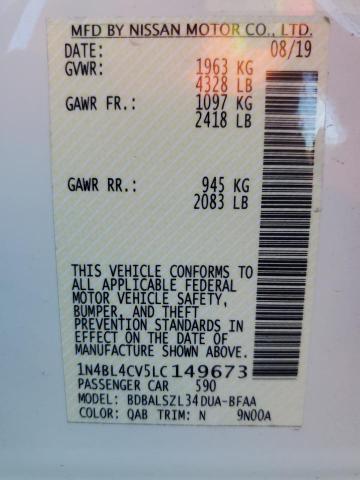 MFD BY NISSAN MOTOR CO., LTD.
DATE: 08/19
GVWR: 1963 KG
4328 LB
GAWR FR.: 1097 KG
2418 LB
GAWR RR.: 945 KG
2083 LB
THIS VEHICLE CONFORMS TO
ALL APPLICABLE FEDERAL
MOTOR VEHICLE SAFETY,
BUMPER, AND THEFT
PREVENTION STANDARDS IN
EFFECT ON THE DATE OF
MANUFACTURE SHOWN ABOVE.
1N4BL4CV5LC149673
PASSENGER CAR 590
MODEL: BDBALSZL34DUA-BFAA
COLOR: QAB TRIM: N 9N00A